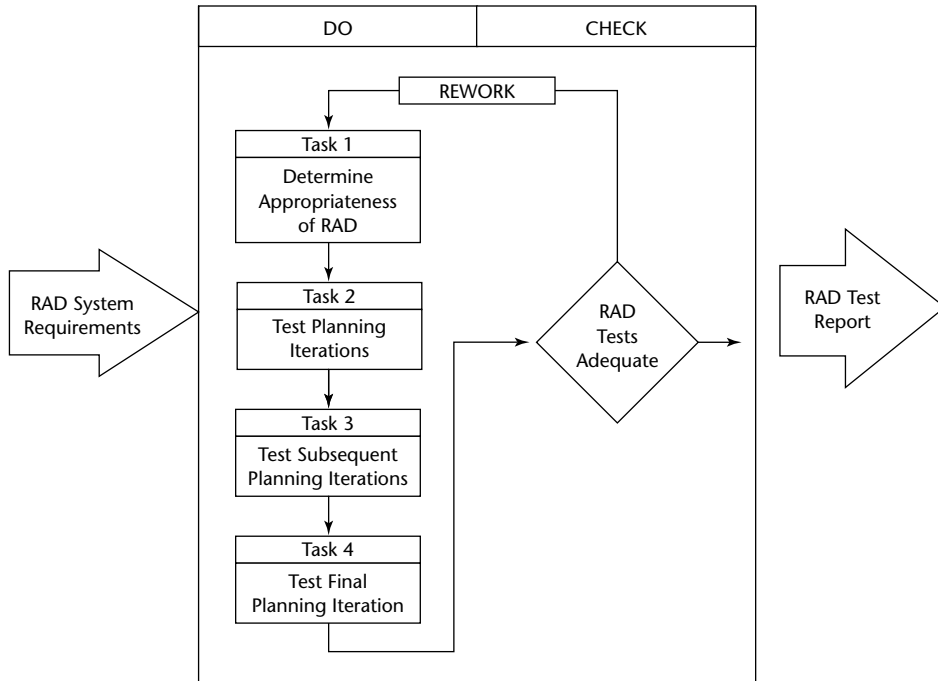 DO
CHECK
REWORK
Task 1
Determine
Appropriateness
of RAD
Task 2
Test Planning
Iterations
Task 3
Test Subsequent
Planning Iterations
Task 4
Test Final
Planning Iteration
RAD System
Requirements
RAD
Tests
Adequate
RAD Test
Report